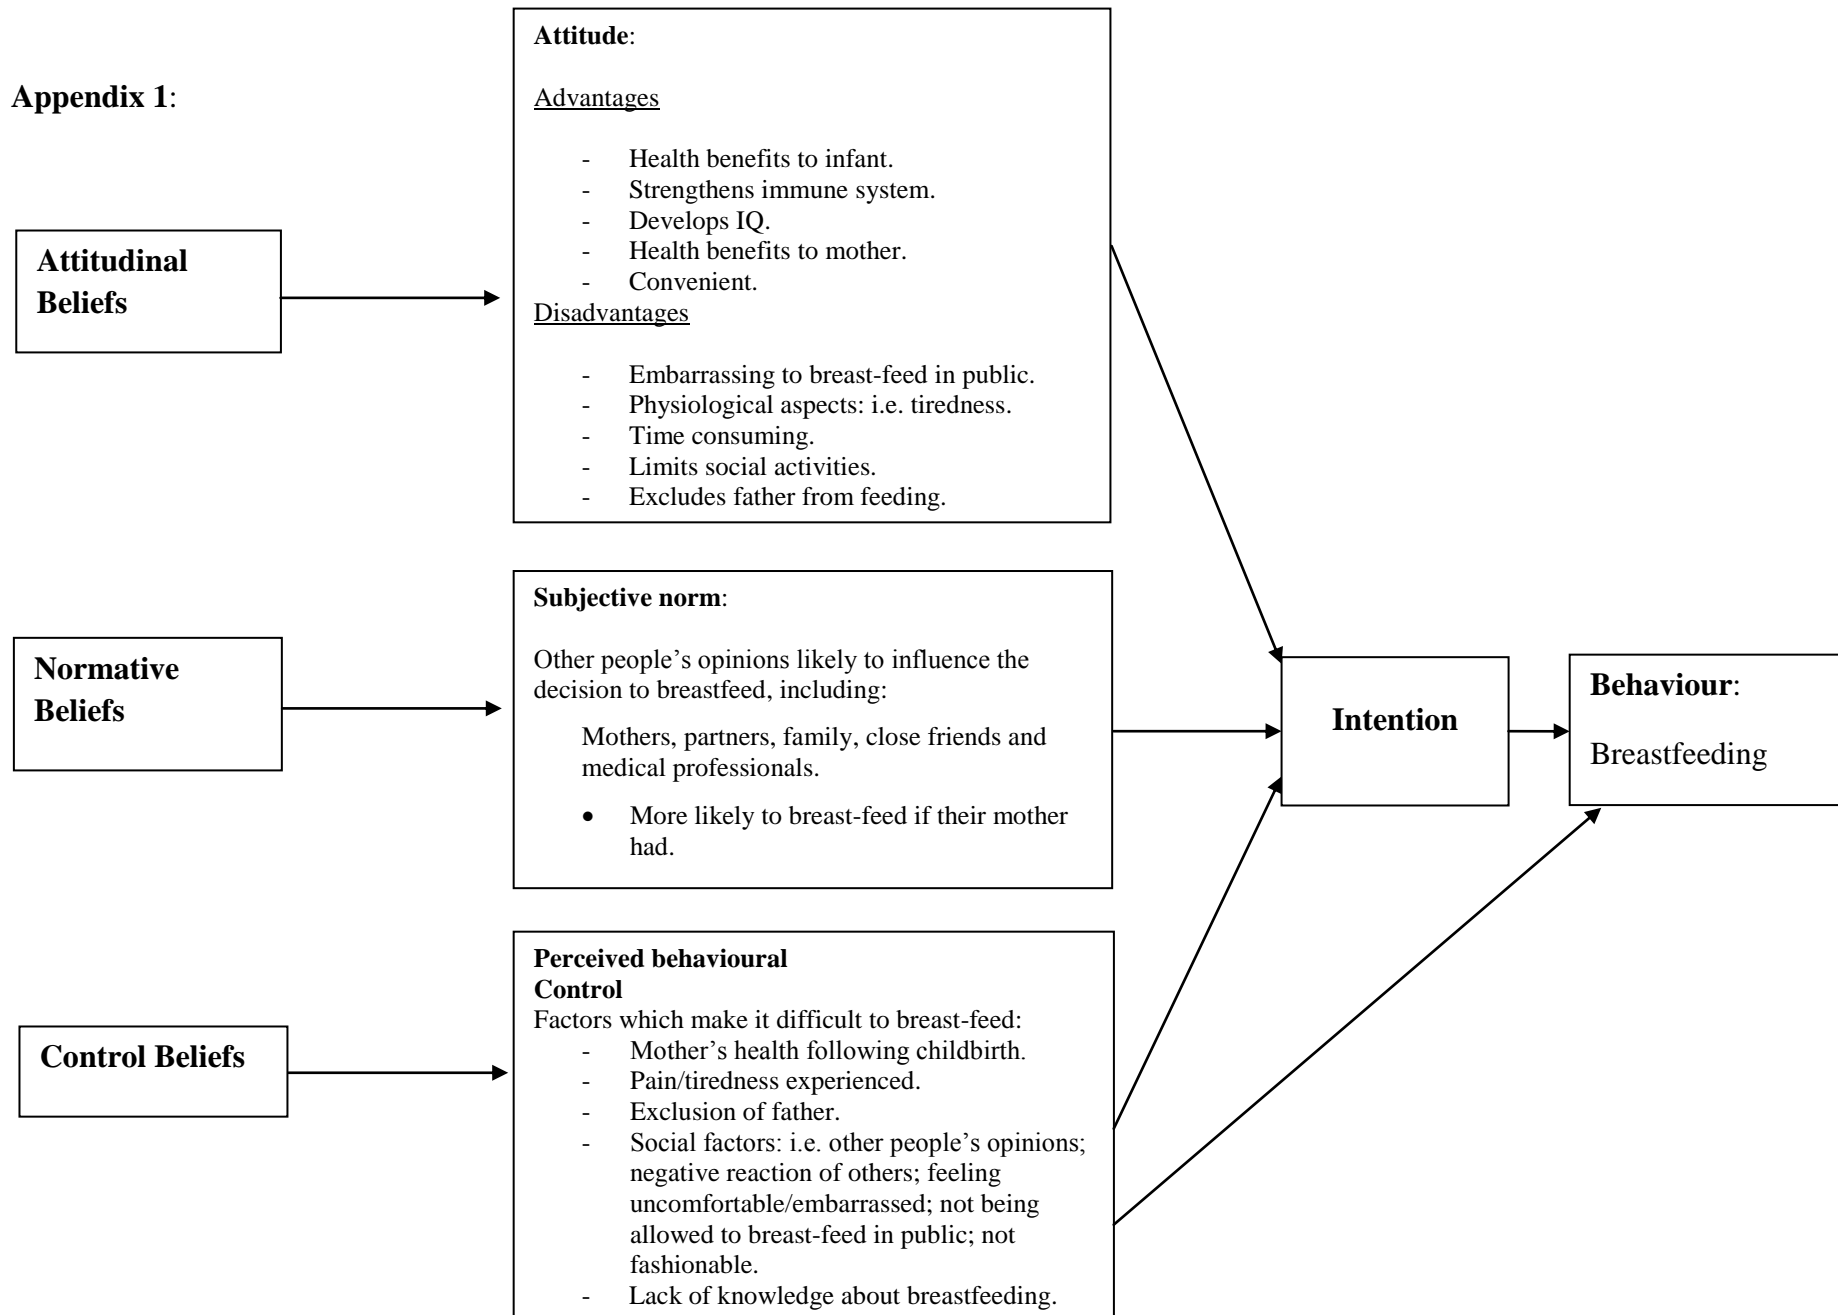 Appendix 1:
Attitudinal
Beliefs
Attitude:
Advantages
- Health benefits to infant.
- Strengthens immune system.
- Develops IQ.
- Health benefits to mother.
- Convenient.
Disadvantages
- Embarrassing to breast-feed in public.
- Physiological aspects: i.e. tiredness.
- Time consuming.
- Limits social activities.
- Excludes father from feeding.
Normative
Beliefs
Subjective norm:
Other people’s opinions likely to influence the
decision to breastfeed, including:
Mothers, partners, family, close friends and
medical professionals.
• More likely to breast-feed if their mother
had.
Control Beliefs
Perceived behavioural
Control
Factors which make it difficult to breast-feed:
- Mother’s health following childbirth.
- Pain/tiredness experienced.
- Exclusion of father.
- Social factors: i.e. other people’s opinions;
negative reaction of others; feeling
uncomfortable/embarrassed; not being
allowed to breast-feed in public; not
fashionable.
- Lack of knowledge about breastfeeding.
Intention
Behaviour:
Breastfeeding